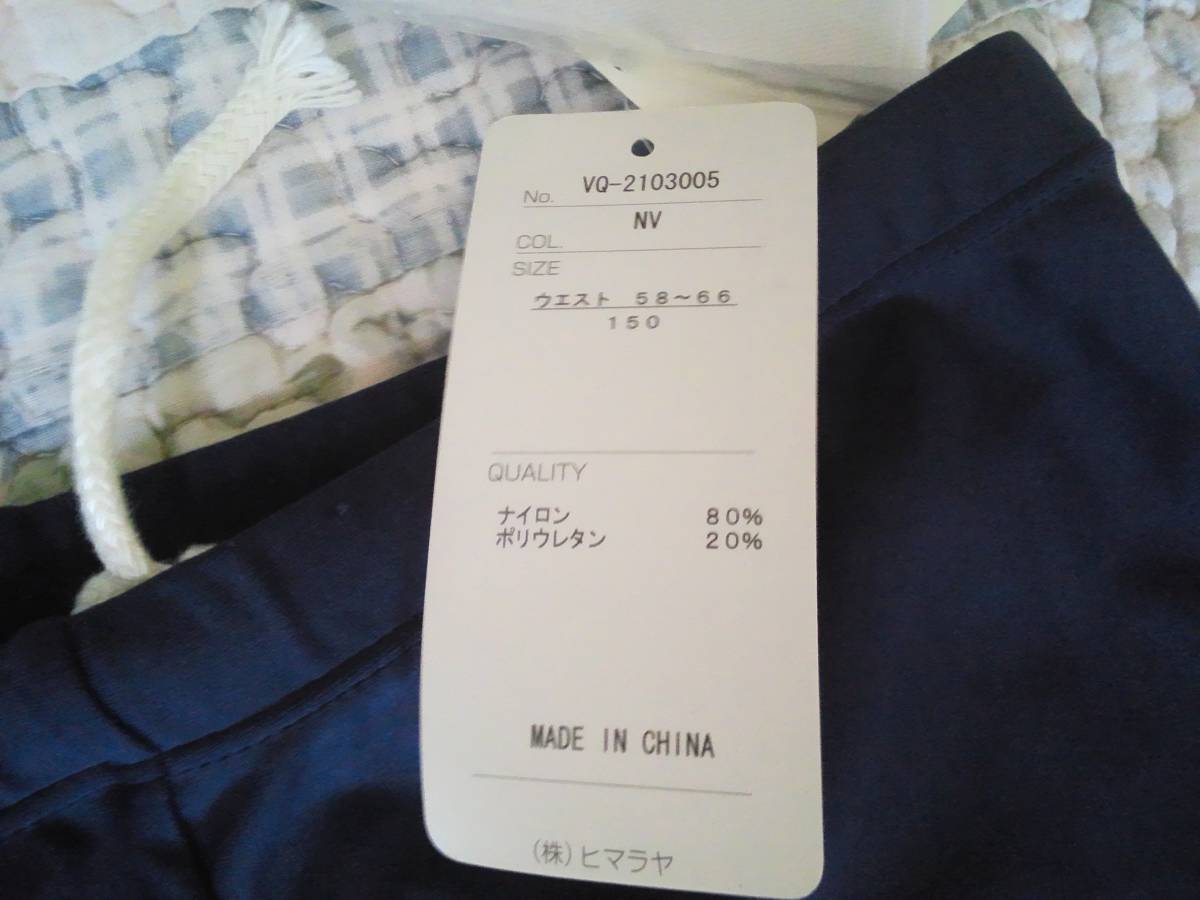 No. VQ-2103005
COL. NV
SIZE
ウエスト 58～66
150
QUALITY
ナイロン 80%
ポリウレタン 20%
MADE IN CHINA
(株)ヒマラヤ